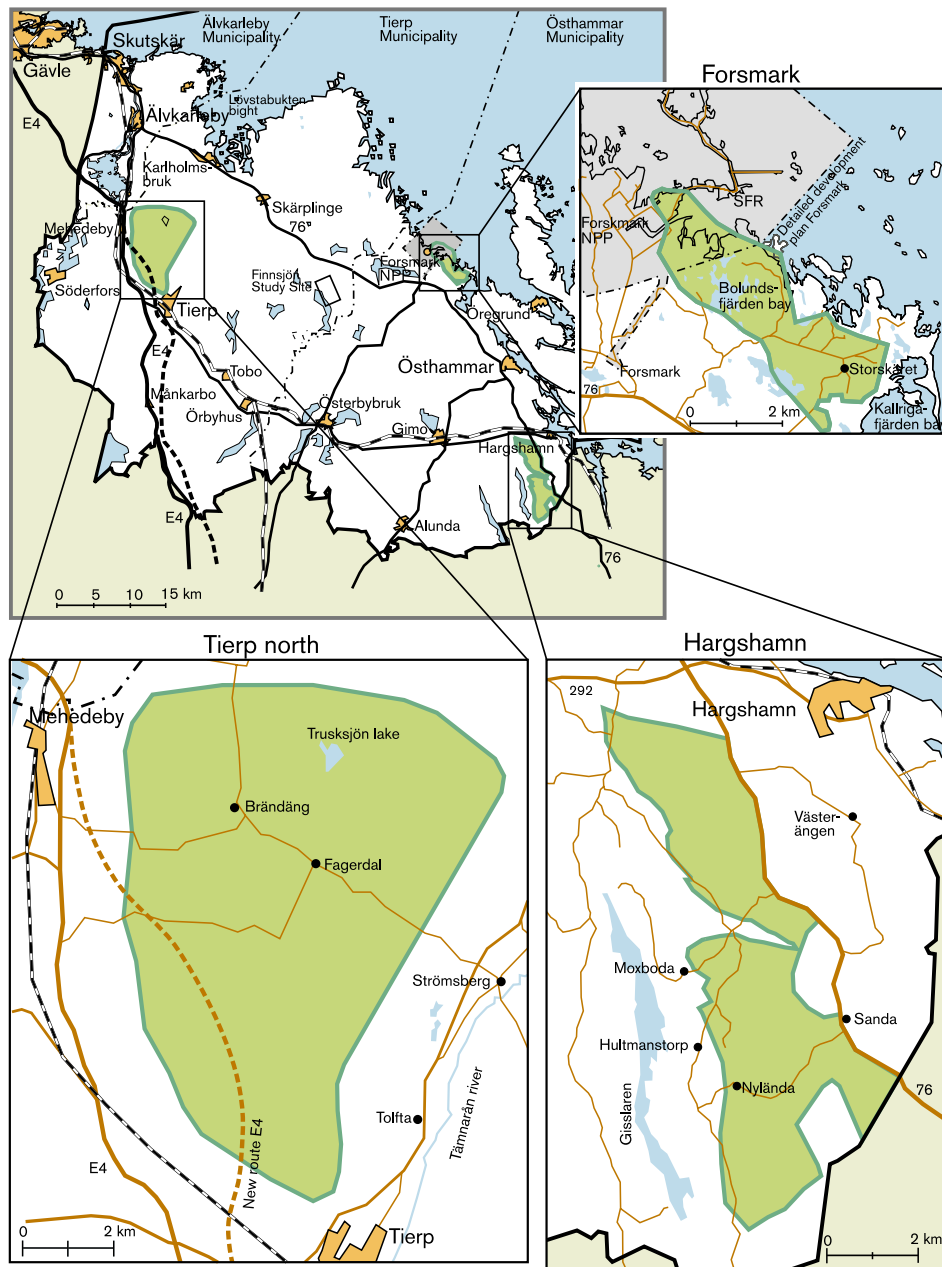 Älvkarleby
Municipality
Tierp
Municipality
Östhammar
Municipality
Skutskär
Gävle
Lövstabukten
bight
Älvkarleby
E4
Karlholms-
bruk
Skärplinge
76
Mehedeby
Söderfors
Finnsjön
Study Site
Forsmark
NPP
Öregrund
Tierp
E4
Östhammar
Tobo
Månkarbo
Örbyhus
Österbybruk
Gimo
Hargshamn
E4
Alunda
76
0 5 10 15 km
Forsmark
SFR
Forskmark
NPP
Detailed development
plan Forsmark
Bolunds-
fjärden bay
Forsmark
76
Storskäret
0 2 km
Kallriga-
fjärden bay
Tierp north
Mehedeby
Trusksjön lake
Brändäng
Fagerdal
Strömsberg
Tolfta
Tämnarån river
New route E4
E4
0 2 km
Tierp
Hargshamn
292
Hargshamn
Väster-
ängen
Moxboda
Sanda
Hultmanstorp
Nylända
Gisslaren
76
0 2 km